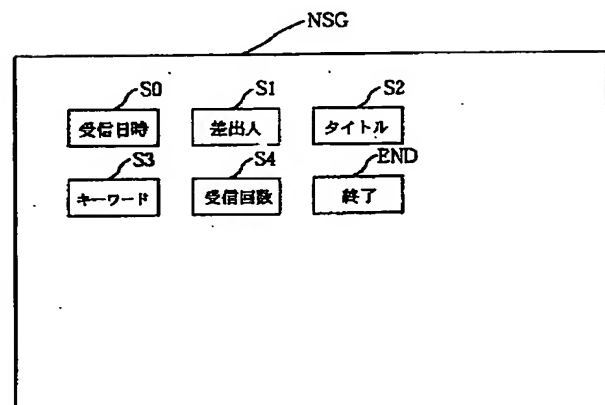 NSG
S0 S1 S2
受信日時 差出人 タイトル
S3 S4 END
キーワード 受信回数 終了